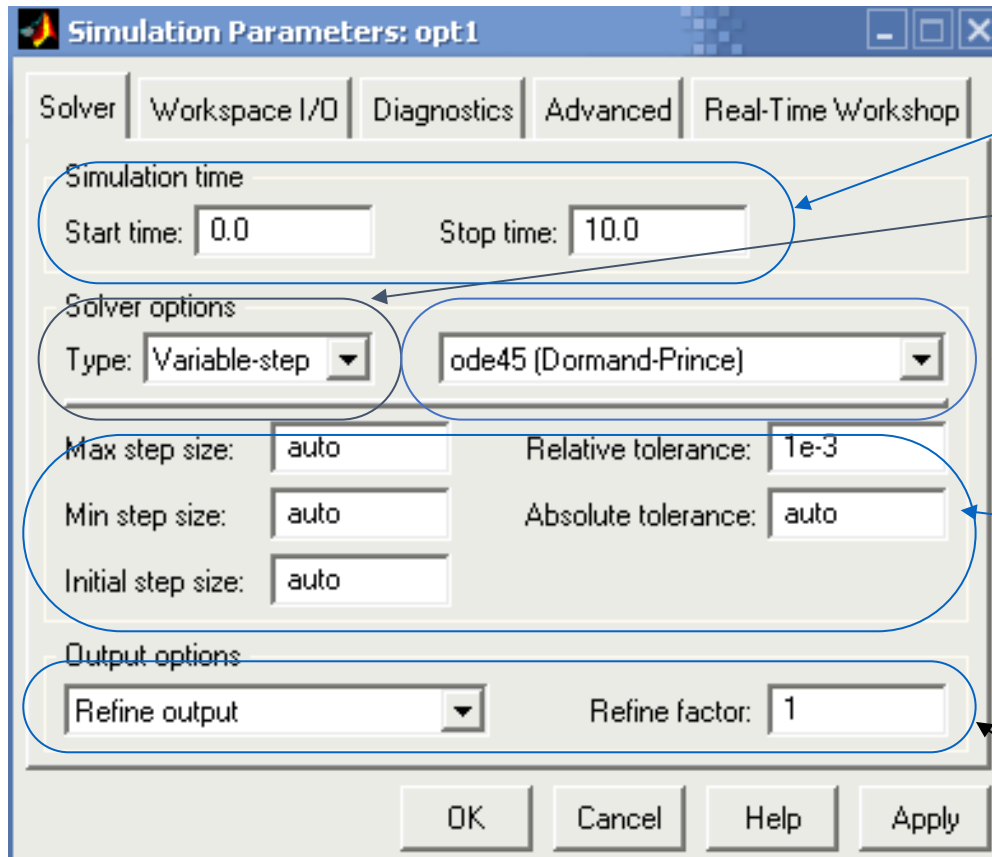 Simulation Parameters: opt1
Solver Workspace I/O Diagnostics Advanced Real-Time Workshop
Simulation time
Start time: 0.0 Stop time: 10.0
Solver options
Type: Variable-step ode45 (Dormand-Prince)
Max step size: auto Relative tolerance: 1e-3
Min step size: auto Absolute tolerance: auto
Initial step size: auto
Output options
Refine output Refine factor: 1
OK Cancel Help Apply